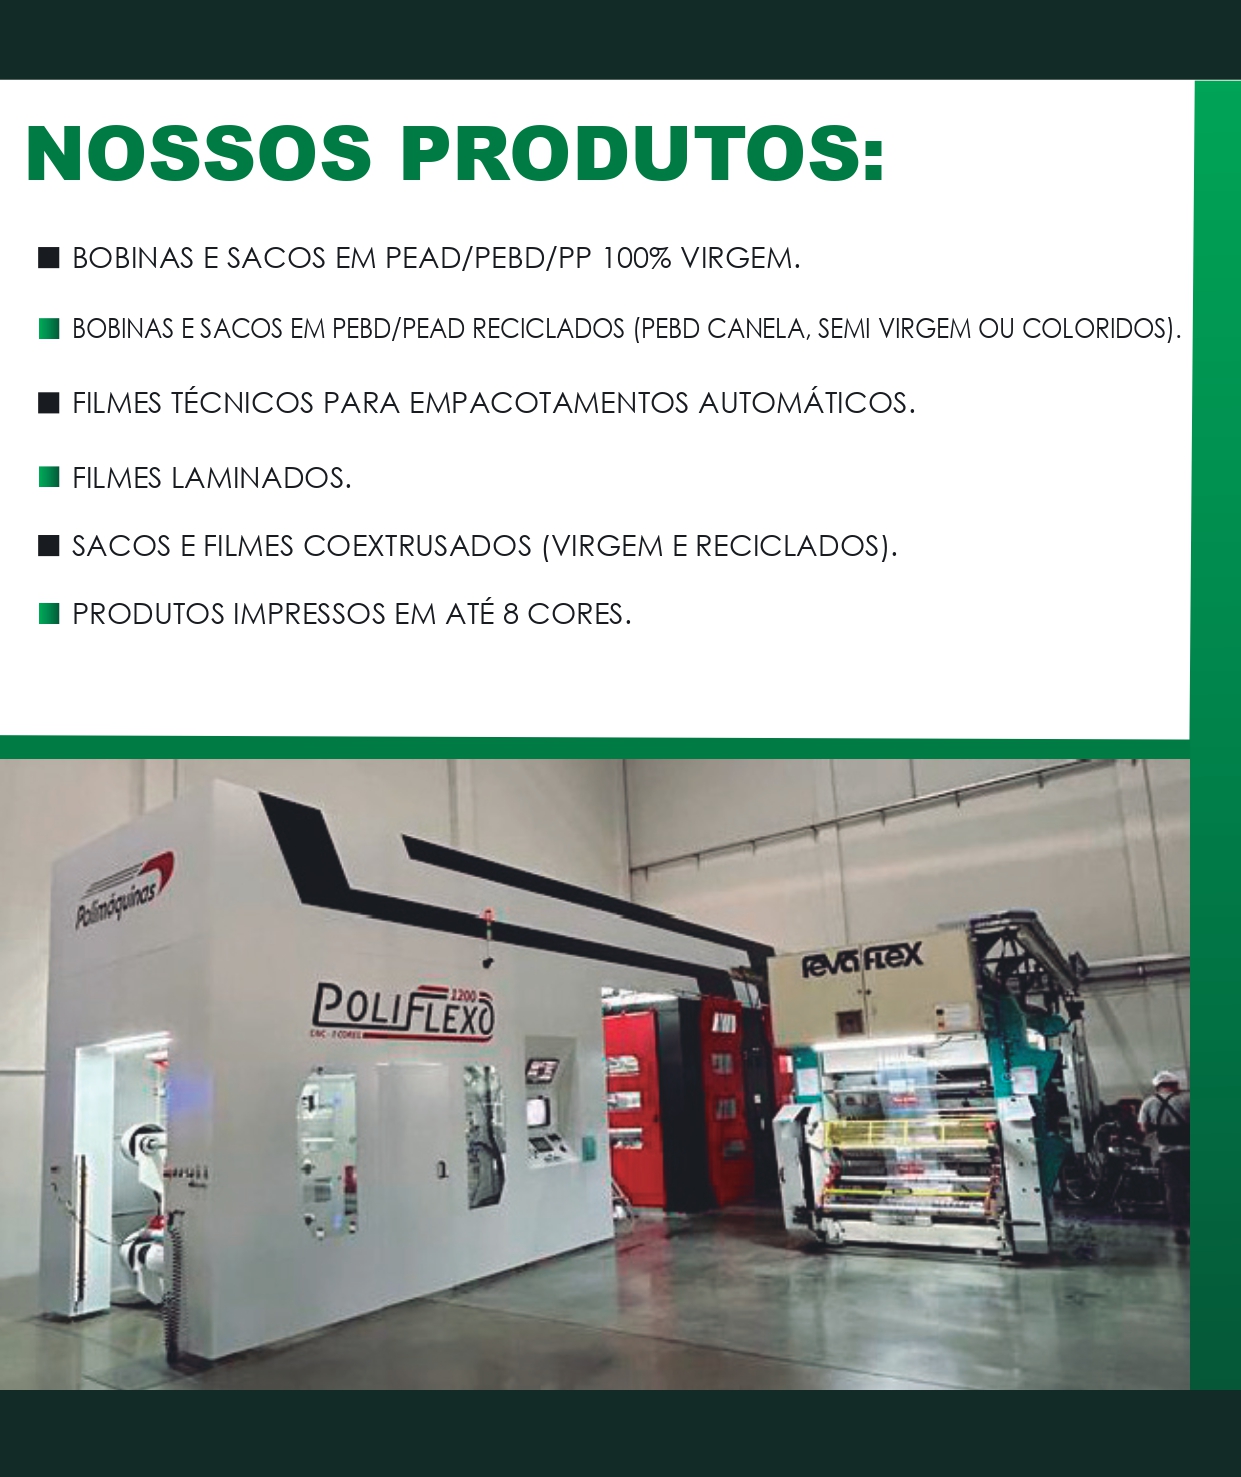 NOSSOS PRODUTOS:
BOBINAS E SACOS EM PEAD/PEBD/PP 100% VIRGEM.
BOBINAS E SACOS EM PEBD/PEAD RECICLADOS (PEBD CANELA, SEMI VIRGEM OU COLORIDOS).
FILMES TÉCNICOS PARA EMPACOTAMENTOS AUTOMÁTICOS.
FILMES LAMINADOS.
SACOS E FILMES COEXTRUSADOS (VIRGEM E RECICLADOS).
PRODUTOS IMPRESSOS EM ATÉ 8 CORES.
Polimáquinas
revaFLEX
1200
POLIFLEXO